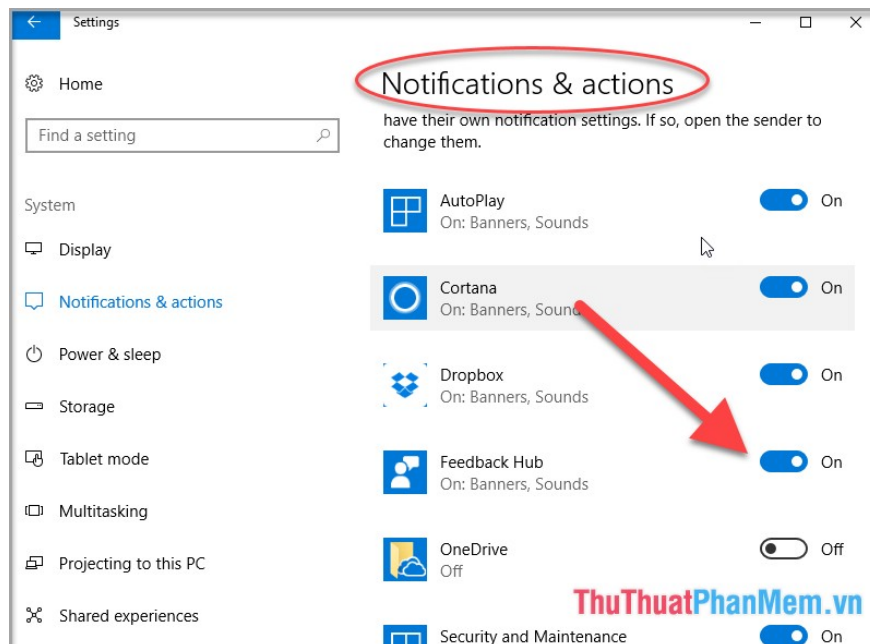 Settings
Home
Find a setting
System
Display
Notifications & actions
Power & sleep
Storage
Tablet mode
Multitasking
Projecting to this PC
Shared experiences
Notifications & actions
have their own notification settings. If so, open the sender to
change them.
AutoPlay
On: Banners, Sounds
On
Cortana
On: Banners, Sounds
On
Dropbox
On: Banners, Sounds
On
Feedback Hub
On: Banners, Sounds
On
OneDrive
Off
Off
ThuThuatPhanMem.vn
Security and Maintenance
On